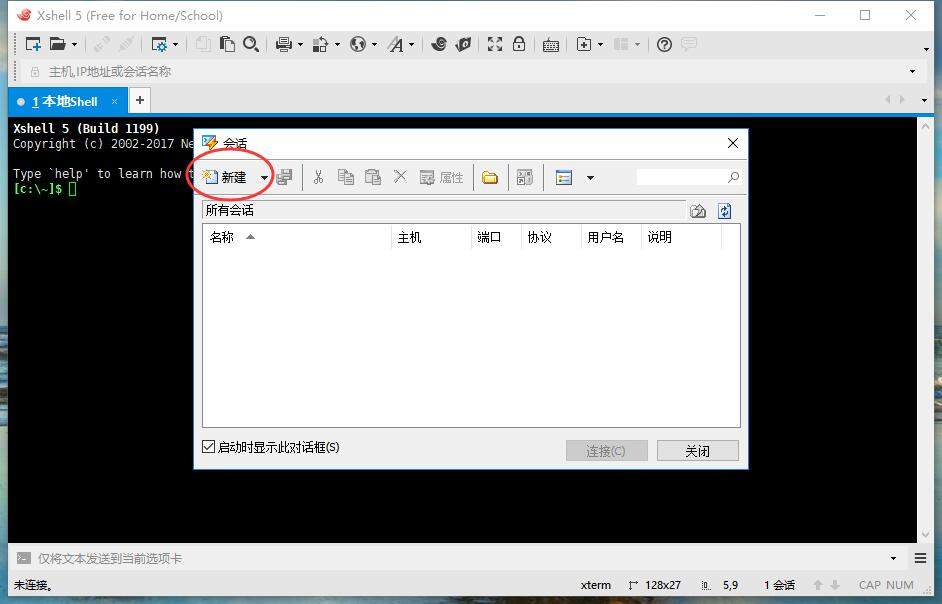 Xshell 5 (Free for Home/School)
主机,IP地址或会话名称
1 本地Shell
Xshell 5 (Build 1199)
Copyright (c) 2002-2017 Ne
Type `help' to learn how t
[c:\~]$
会话
新建
属性
所有会话
名称 主机 端口 协议 用户名 说明
启动时显示此对话框(S)
连接(C) 关闭
仅将文本发送到当前选项卡
未连接。 xterm 128x27 5,9 1 会话 CAP NUM